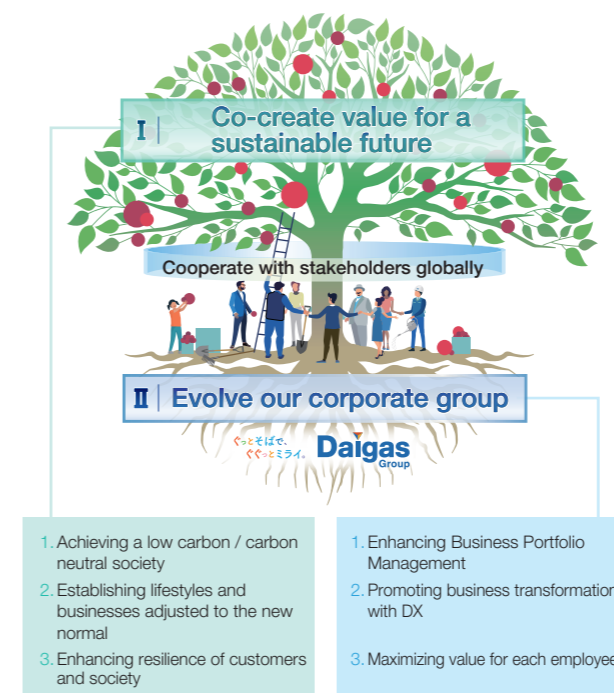 I
Co-create value for a
sustainable future
Cooperate with stakeholders globally
II
Evolve our corporate group
ぐっとそばで、
ぐぐっとミライ。
Daigas
Group
1. Achieving a low carbon / carbon
neutral society
2. Establishing lifestyles and
businesses adjusted to the new
normal
3. Enhancing resilience of customers
and society
1. Enhancing Business Portfolio
Management
2. Promoting business transformation
with DX
3. Maximizing value for each employee